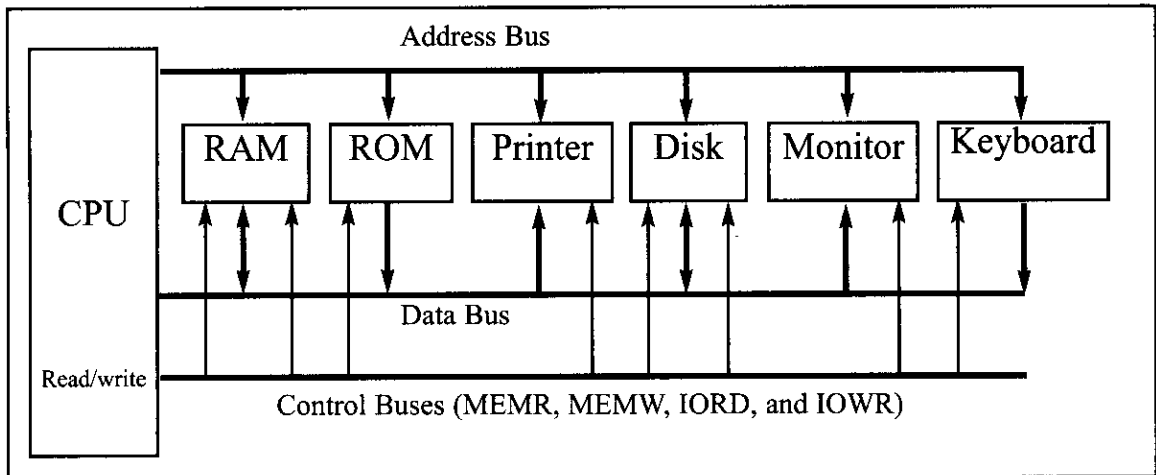 Address Bus
RAM
ROM
Printer
Disk
Monitor
Keyboard
CPU
Data Bus
Read/write
Control Buses (MEMR, MEMW, IORD, and IOWR)